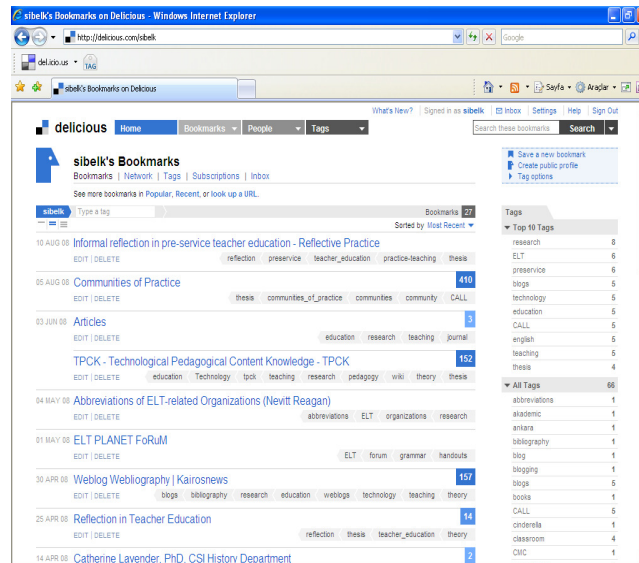 sibelk's Bookmarks on Delicious - Windows Internet Explorer
http://delicious.com/sibelk
Google
del.icio.us
TAG
sibelk's Bookmarks on Delicious
Sayfa
Araçlar
What's New? Signed in as sibelk Inbox Settings Help Sign Out
delicious Home Bookmarks People Tags Search these bookmarks Search
sibelk's Bookmarks
Bookmarks | Network | Tags | Subscriptions | Inbox
See more bookmarks in Popular, Recent, or look up a URL.
Save a new bookmark
Create public profile
Tag options
sibelk Type a tag Bookmarks 27
Sorted by Most Recent
10 AUG 08 Informal reflection in pre-service teacher education - Reflective Practice
EDIT | DELETE reflection preservice teacher_education practice-teaching thesis
05 AUG 08 Communities of Practice 410
EDIT | DELETE thesis communities_of_practice communities community CALL
03 JUN 08 Articles 3
EDIT | DELETE education research teaching journal
TPCK - Technological Pedagogical Content Knowledge - TPCK 152
EDIT | DELETE education Technology tpck teaching research pedagogy wiki theory thesis
04 MAY 08 Abbreviations of ELT-related Organizations (Nevitt Reagan)
EDIT | DELETE abbreviations ELT organizations research
01 MAY 08 ELT PLANET FoRuM
EDIT | DELETE ELT forum grammar handouts
30 APR 08 Weblog Webliography | Kairosnews 157
EDIT | DELETE blogs bibliography research education weblogs technology teaching theory
25 APR 08 Reflection in Teacher Education 14
EDIT | DELETE reflection thesis teacher_education theory
14 APR 08 Catherine Lavender, PhD, CSI History Department 2
Tags
Top 10 Tags
research 8
ELT 6
preservice 6
blogs 5
technology 5
education 5
CALL 5
english 5
teaching 5
thesis 4
All Tags 66
abbreviations 1
akademic 1
ankara 1
bibliography 1
blog 1
blogging 1
blogs 5
books 1
CALL 5
cinderella 1
classroom 4
CMC 1